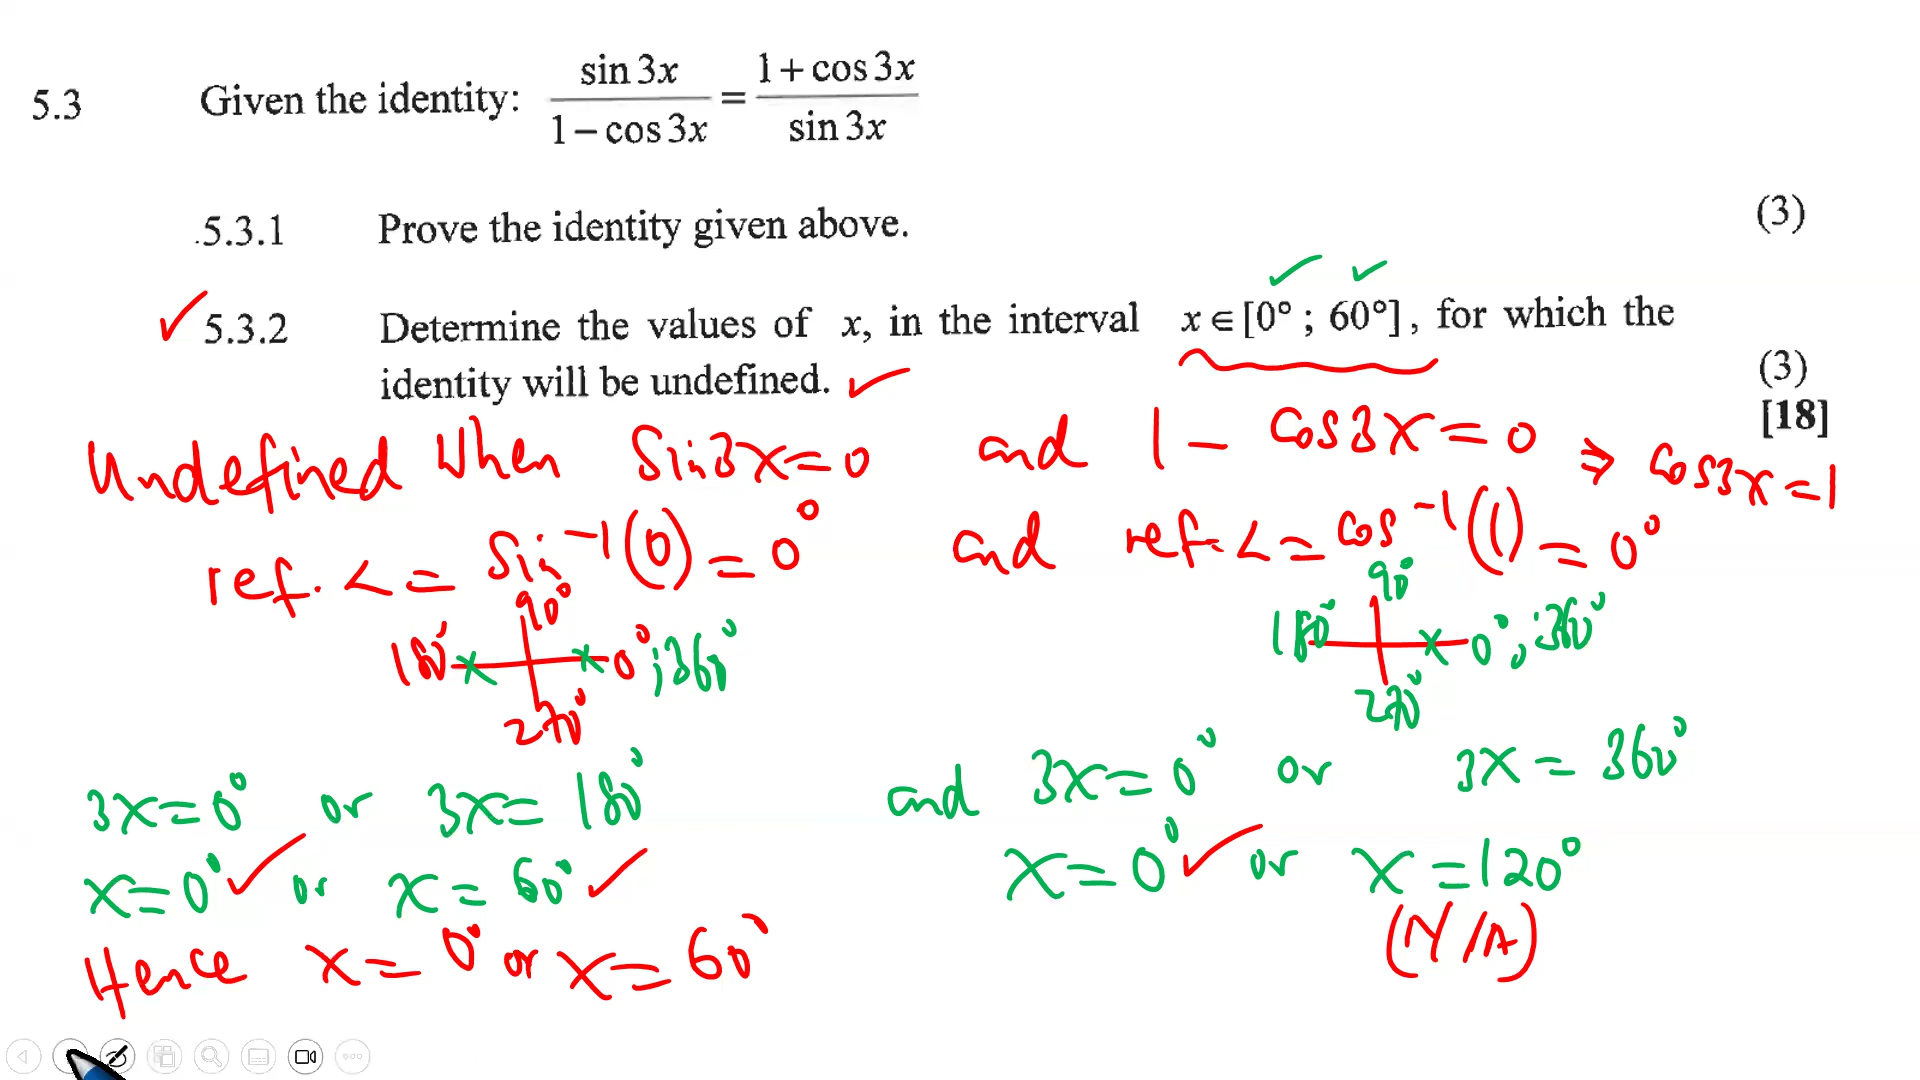 5.3 Given the identity: sin 3x / (1 − cos 3x) = (1 + cos 3x) / sin 3x
.5.3.1 Prove the identity given above. (3)
5.3.2 Determine the values of x, in the interval x ∈ [0° ; 60°], for which the
identity will be undefined. (3)
[18]
Undefined when Sin3x=0 and 1 − Cos3x=0 ⇒ Cos3x=1
ref. < = Sin⁻¹(0) = 0° and ref. < = Cos⁻¹(1) = 0°
90° 90°
180° 0° ; 360° 180° 0° ; 360°
270° 270°
3x=0° or 3x=180° and 3x=0° or 3x=360°
x=0° or x=60° x=0° or x=120°
Hence x=0° or x=60° (N/A)